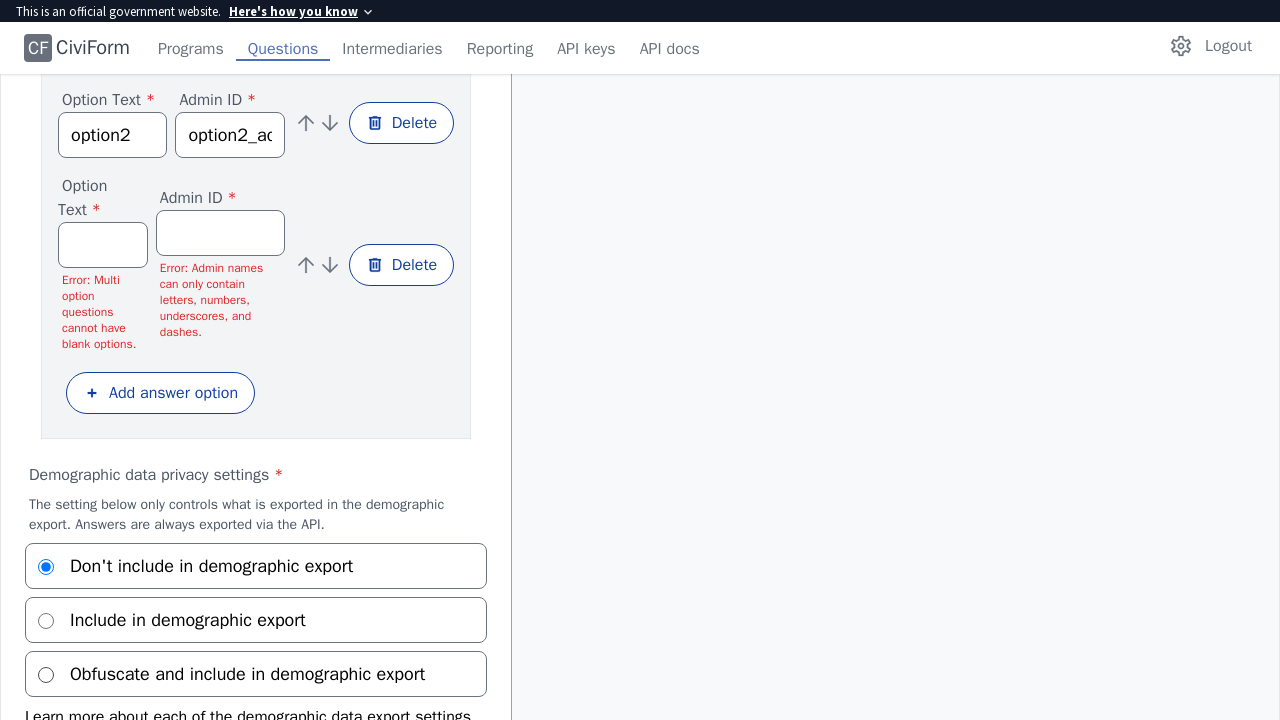 This is an official government website. Here's how you know
CF CiviForm Programs Questions Intermediaries Reporting API keys API docs Logout
Option Text * Admin ID *
option2 option2_ad Delete
Option Text * Admin ID *
Error: Multi option questions cannot have blank options.
Error: Admin names can only contain letters, numbers, underscores, and dashes.
Delete
+ Add answer option
Demographic data privacy settings *
The setting below only controls what is exported in the demographic
export. Answers are always exported via the API.
Don't include in demographic export
Include in demographic export
Obfuscate and include in demographic export
Learn more about each of the demographic data export settings